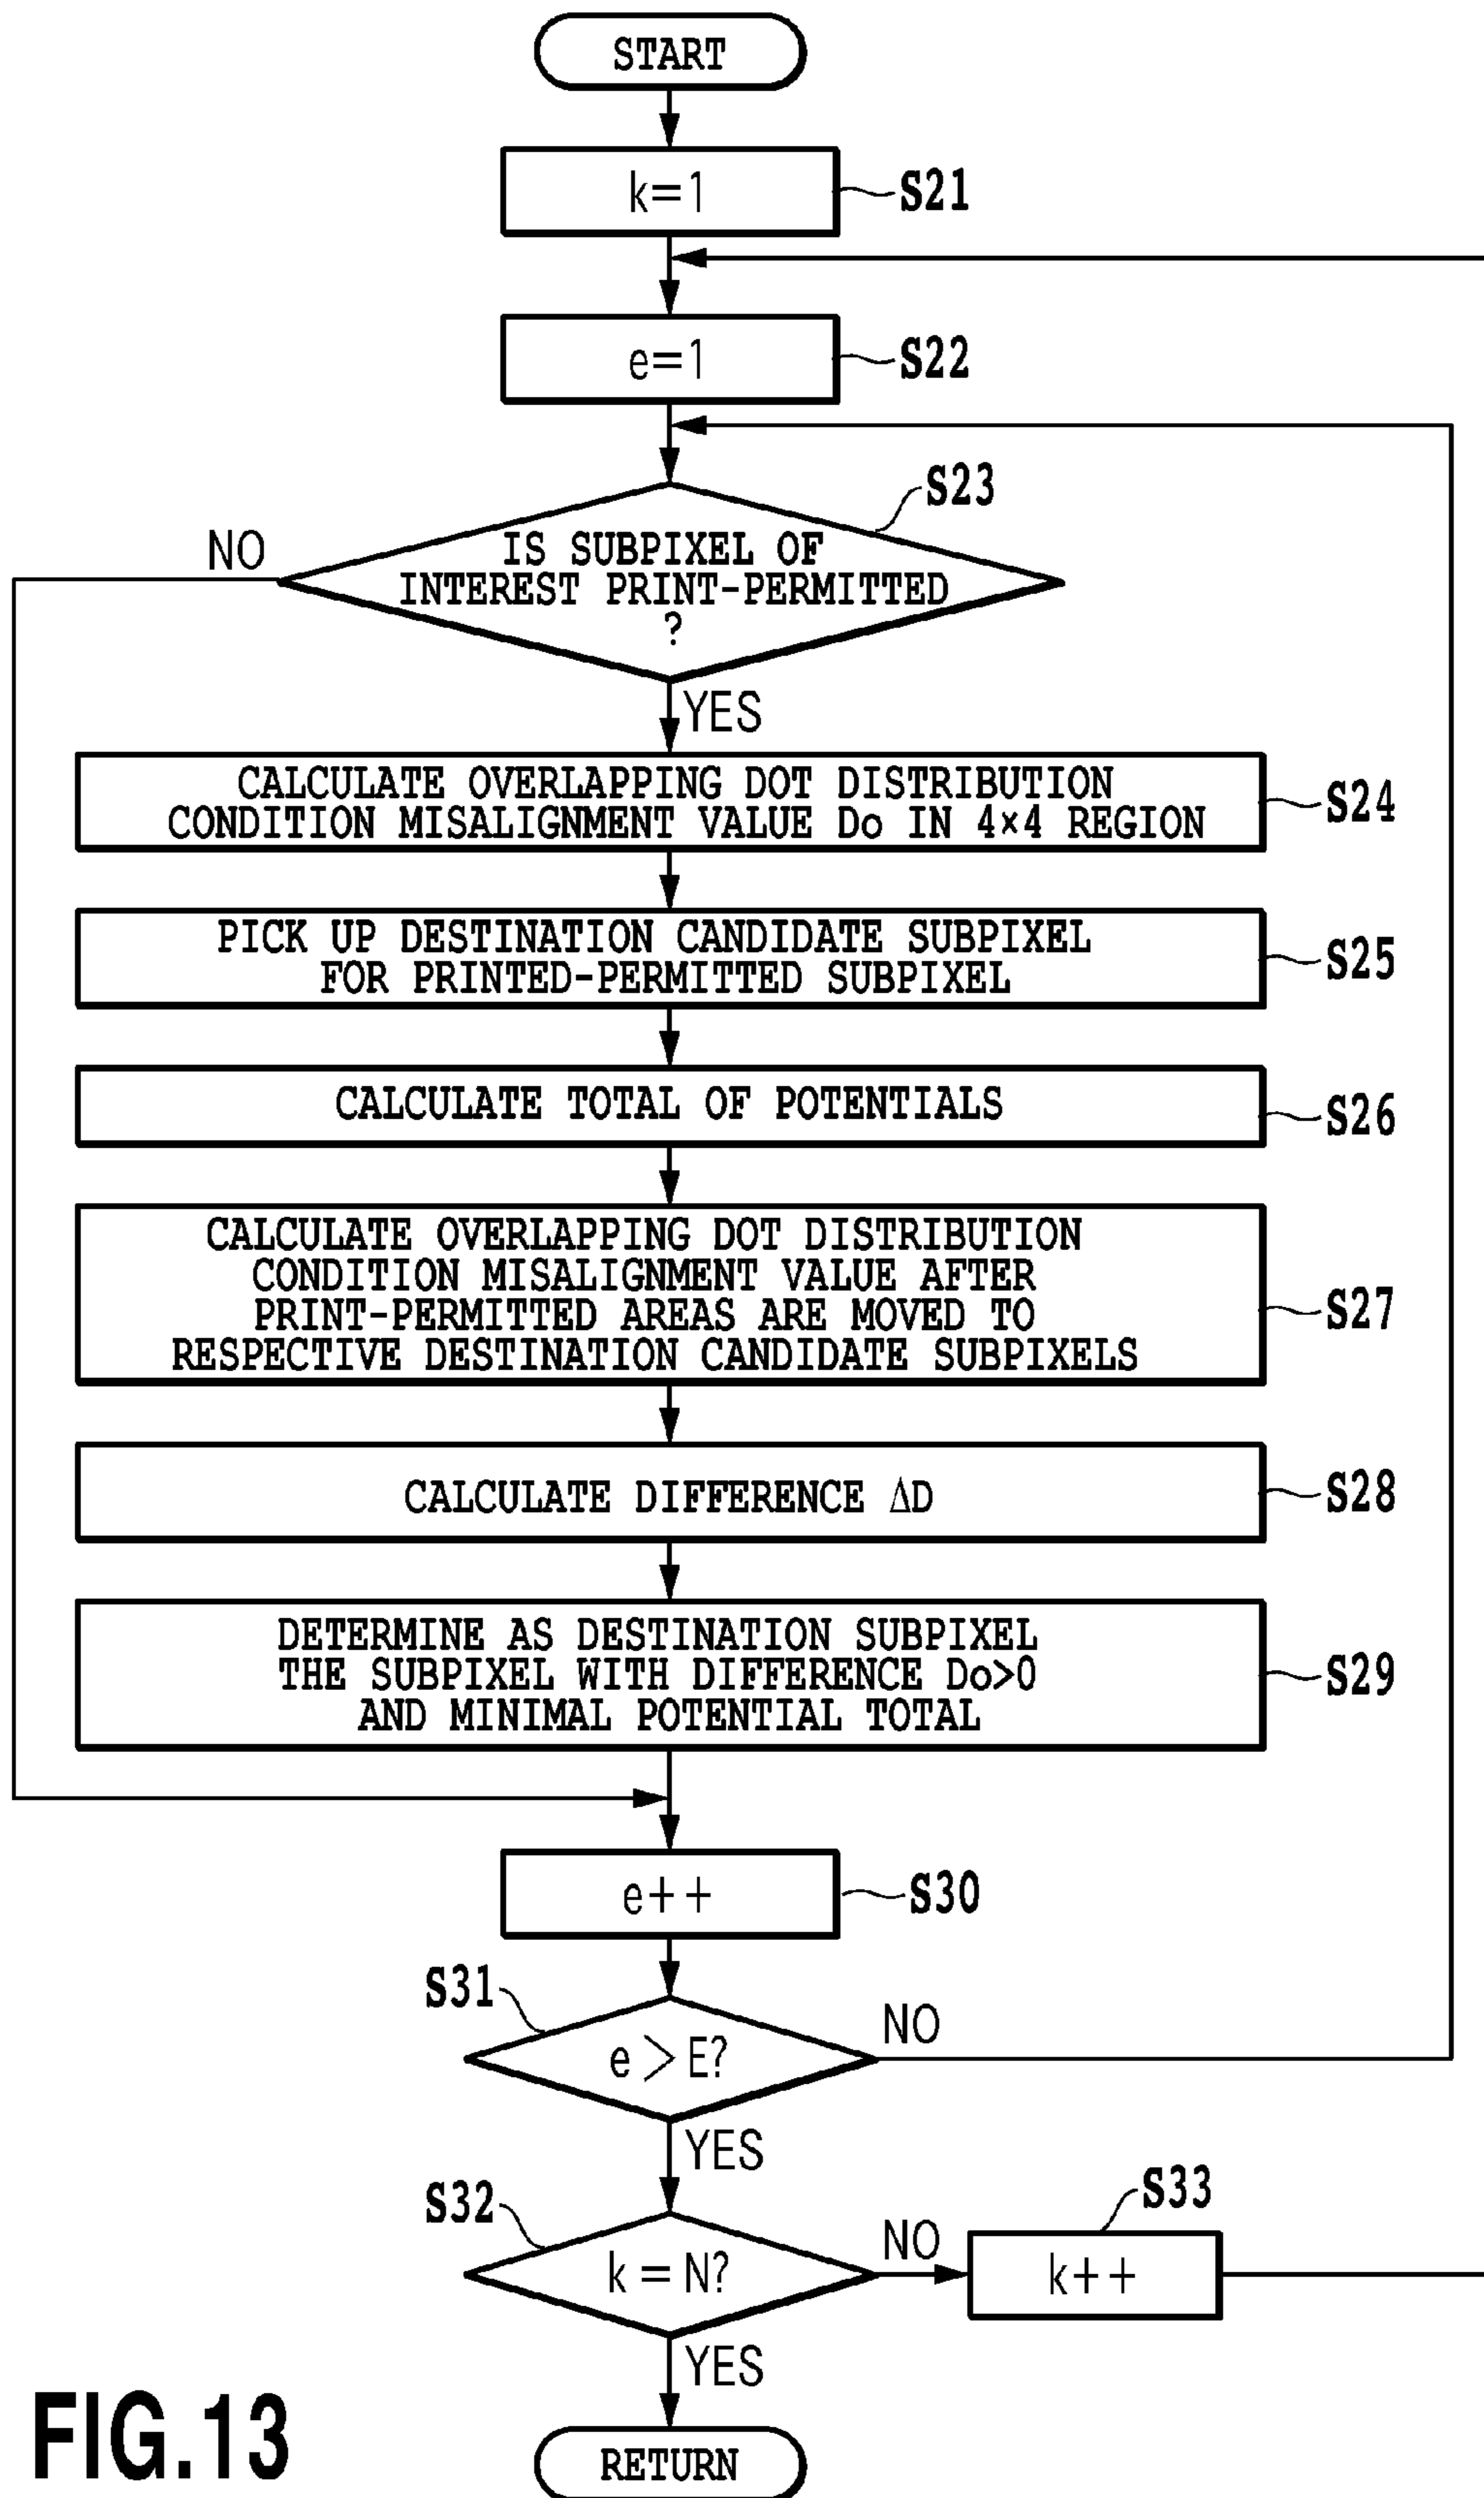 START
k=1
S21
e=1
S22
S23
NO
IS SUBPIXEL OF
INTEREST PRINT-PERMITTED
?
YES
CALCULATE OVERLAPPING DOT DISTRIBUTION
CONDITION MISALIGNMENT VALUE Do IN 4×4 REGION
S24
PICK UP DESTINATION CANDIDATE SUBPIXEL
FOR PRINTED-PERMITTED SUBPIXEL
S25
CALCULATE TOTAL OF POTENTIALS
S26
CALCULATE OVERLAPPING DOT DISTRIBUTION
CONDITION MISALIGNMENT VALUE AFTER
PRINT-PERMITTED AREAS ARE MOVED TO
RESPECTIVE DESTINATION CANDIDATE SUBPIXELS
S27
CALCULATE DIFFERENCE ΔD
S28
DETERMINE AS DESTINATION SUBPIXEL
THE SUBPIXEL WITH DIFFERENCE Do>0
AND MINIMAL POTENTIAL TOTAL
S29
e++
S30
S31
e>E?
NO
YES
S32
k=N?
NO
S33
k++
YES
RETURN
FIG.13